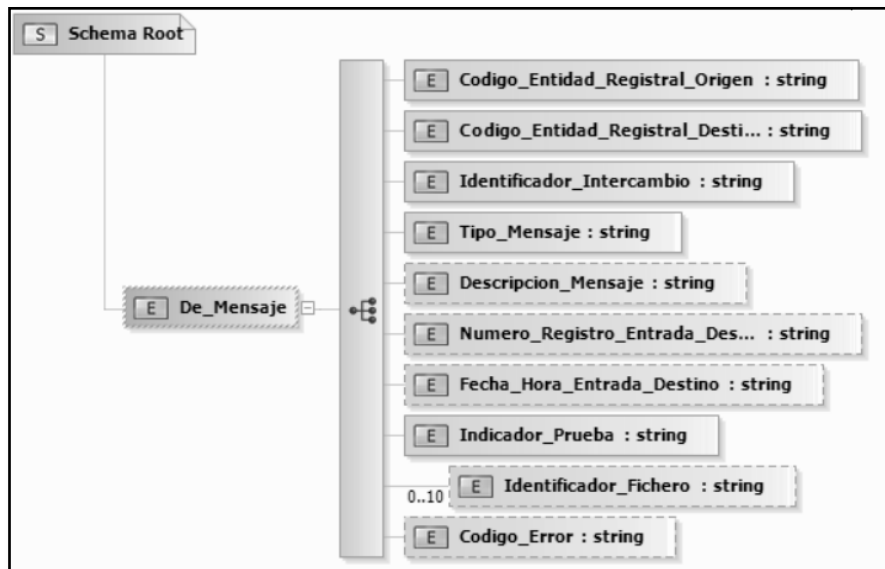 S Schema Root
E Codigo_Entidad_Registral_Origen : string
E Codigo_Entidad_Registral_Desti... : string
E Identificador_Intercambio : string
E Tipo_Mensaje : string
E Descripcion_Mensaje : string
E De_Mensaje
E Numero_Registro_Entrada_Des... : string
E Fecha_Hora_Entrada_Destino : string
E Indicador_Prueba : string
0..10 E Identificador_Fichero : string
E Codigo_Error : string